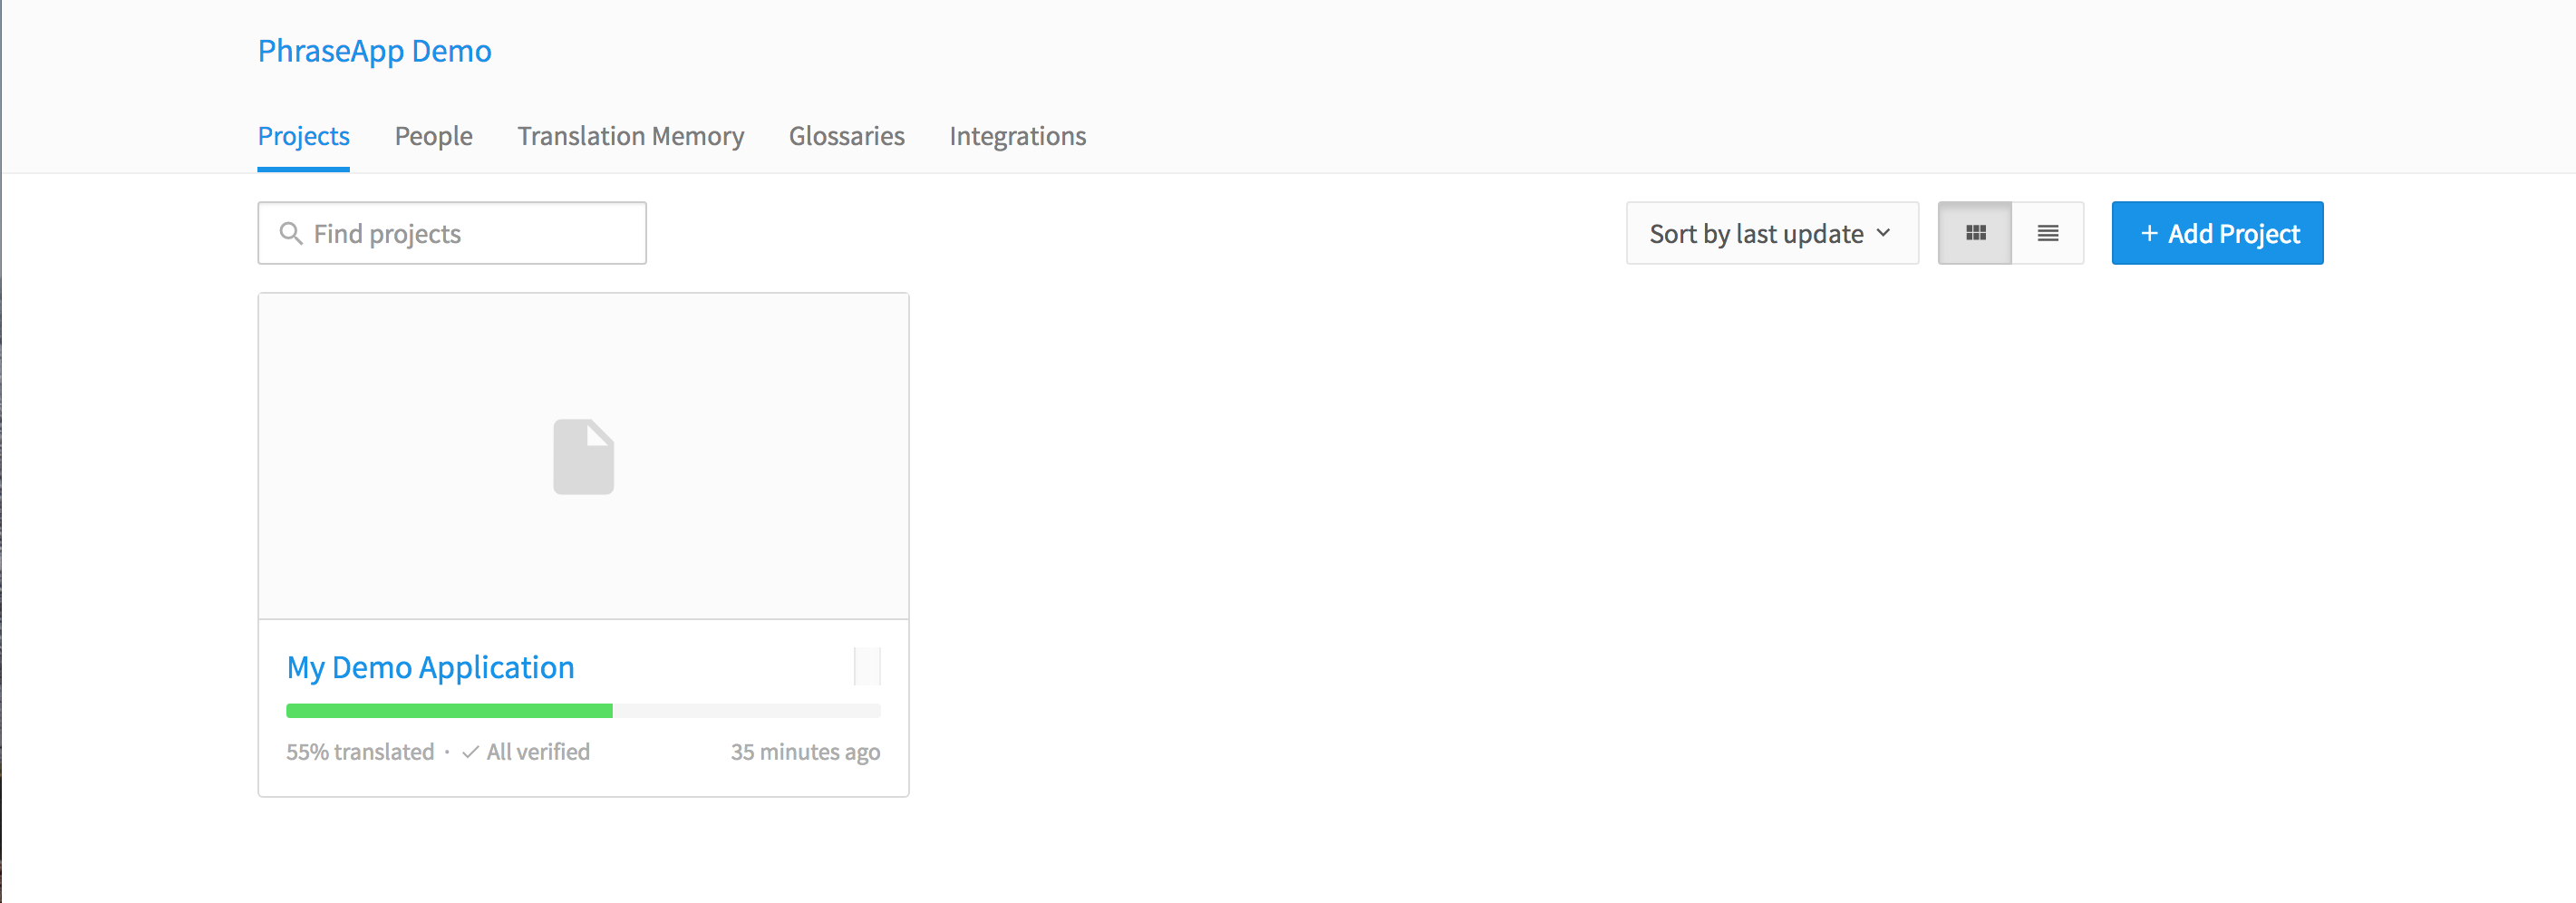 PhraseApp Demo
Projects People Translation Memory Glossaries Integrations
Find projects Sort by last update + Add Project
My Demo Application
55% translated · ✓ All verified 35 minutes ago